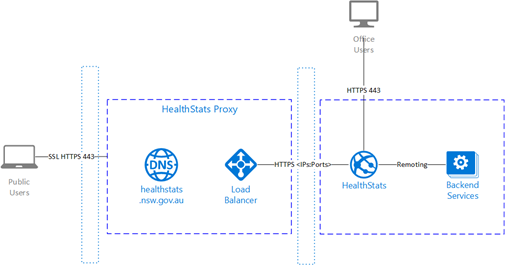 Office
Users
HTTPS 443
HealthStats Proxy
SSL HTTPS 443
DNS
HTTPS <IPs:Ports>
Remoting
Public
Users
healthstats
.nsw.gov.au
Load
Balancer
HealthStats
Backend
Services